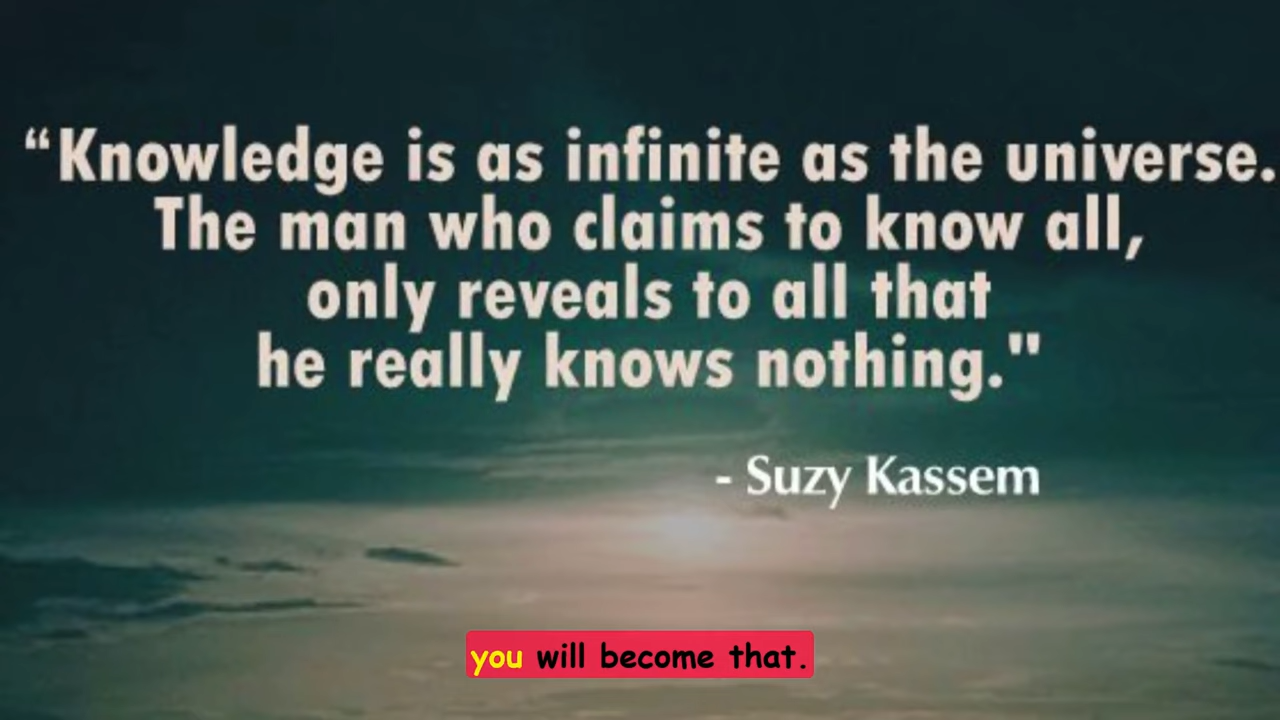 “Knowledge is as infinite as the universe.
The man who claims to know all,
only reveals to all that
he really knows nothing."
- Suzy Kassem
you will become that.